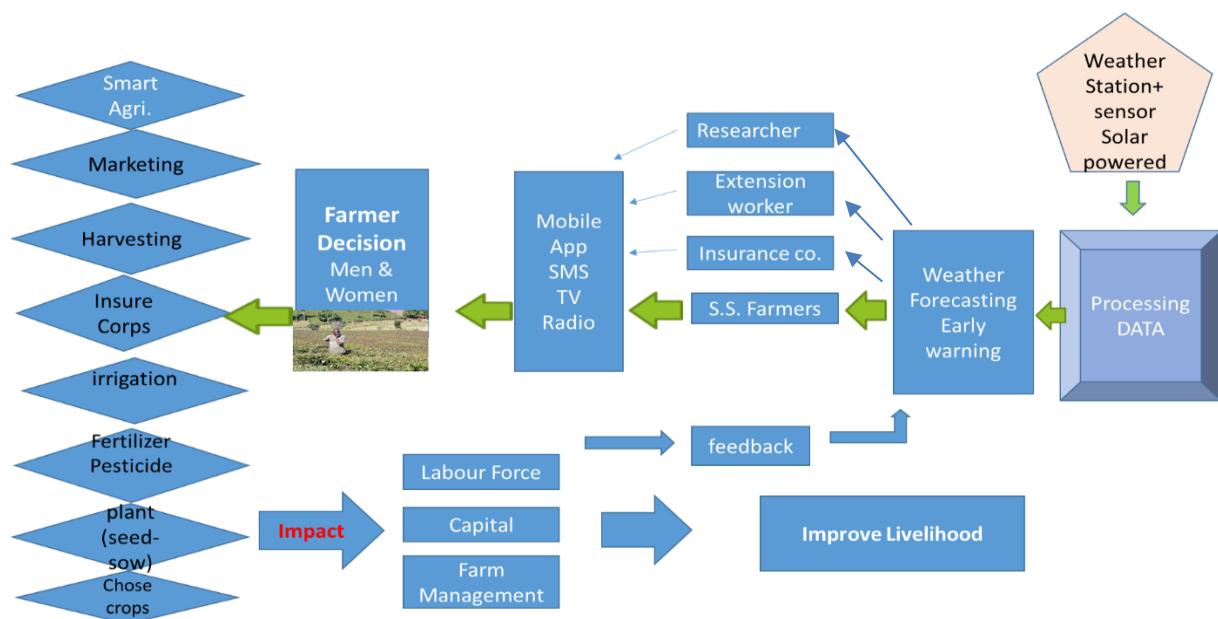 Smart
Agri.
Marketing
Harvesting
Insure
Corps
irrigation
Fertilizer
Pesticide
plant
(seed-
sow)
Chose
crops
Farmer
Decision
Men &
Women
Mobile
App
SMS
TV
Radio
Researcher
Extension
worker
Insurance co.
S.S. Farmers
Weather
Forecasting
Early
warning
Weather
Station+
sensor
Solar
powered
Processing
DATA
feedback
Impact
Labour Force
Capital
Farm
Management
Improve Livelihood